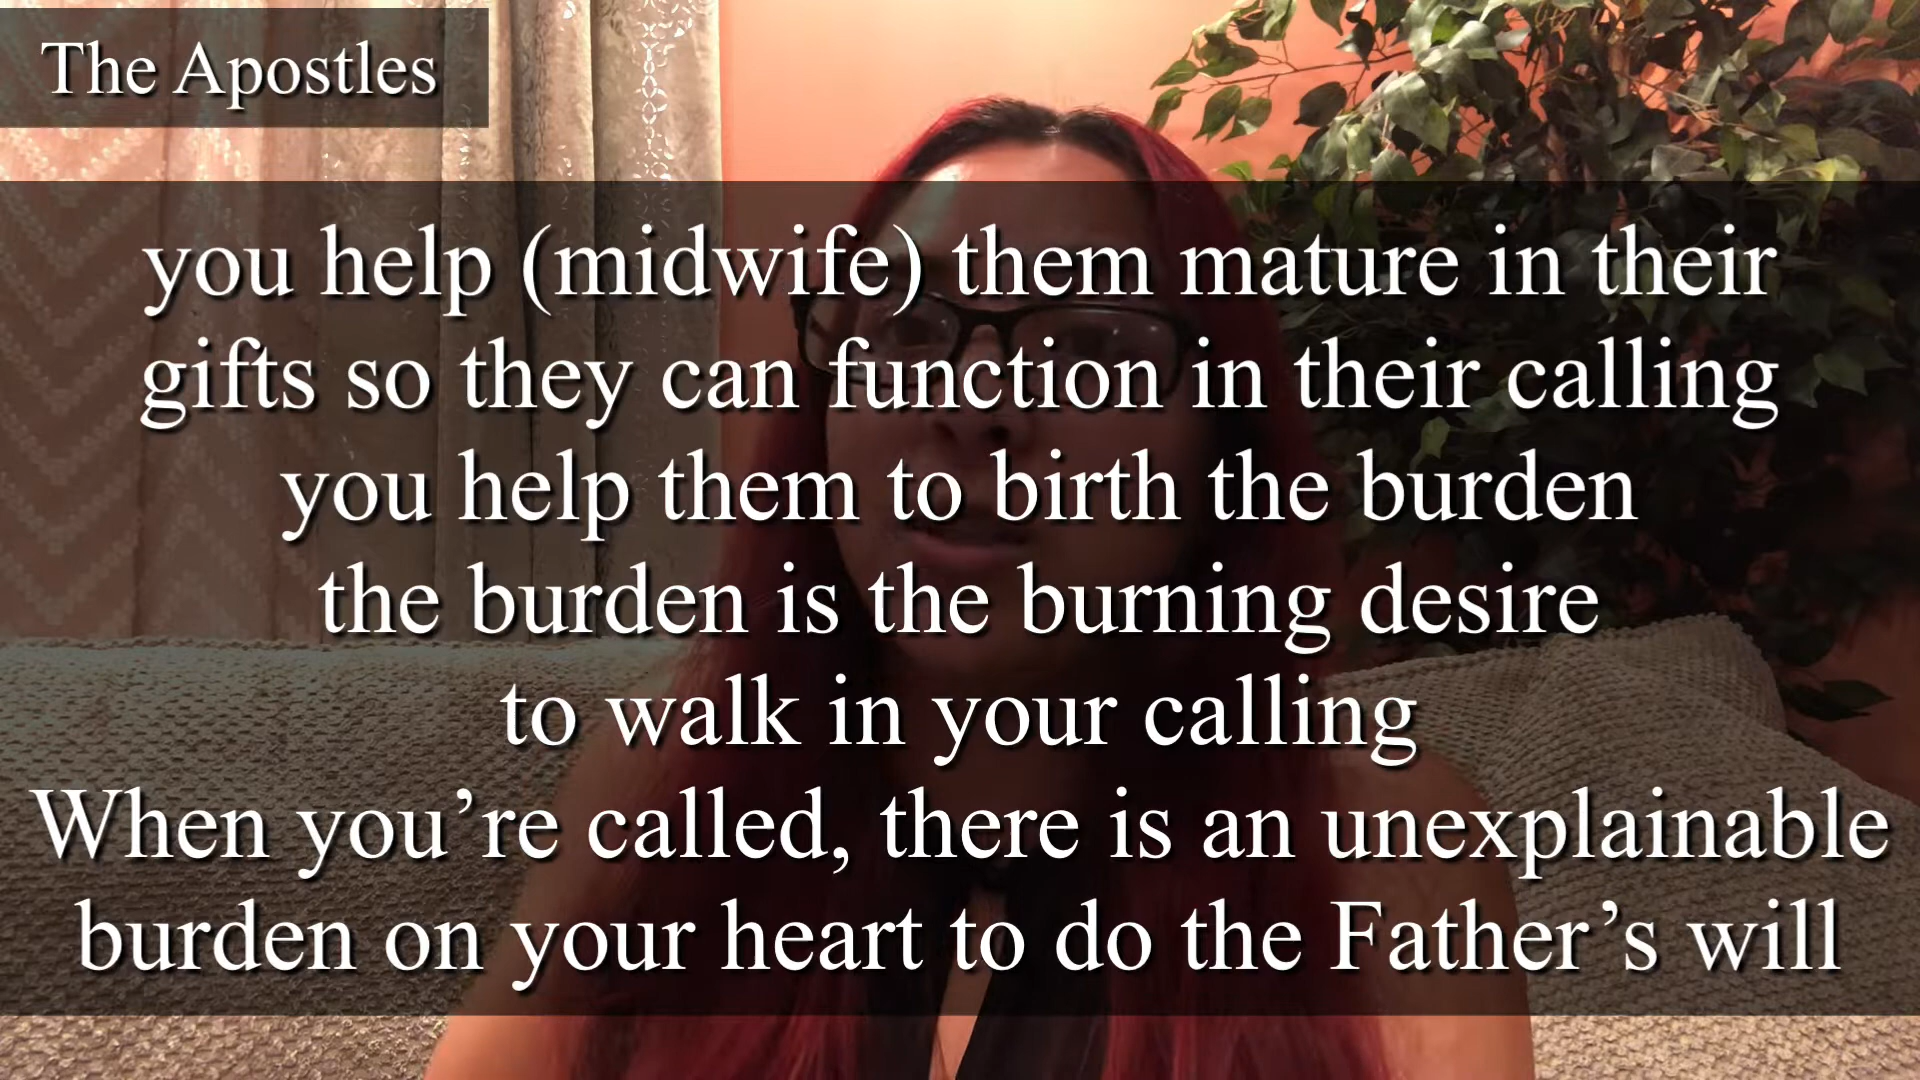 The Apostles
you help (midwife) them mature in their
gifts so they can function in their calling
you help them to birth the burden
the burden is the burning desire
to walk in your calling
When you’re called, there is an unexplainable
burden on your heart to do the Father’s will